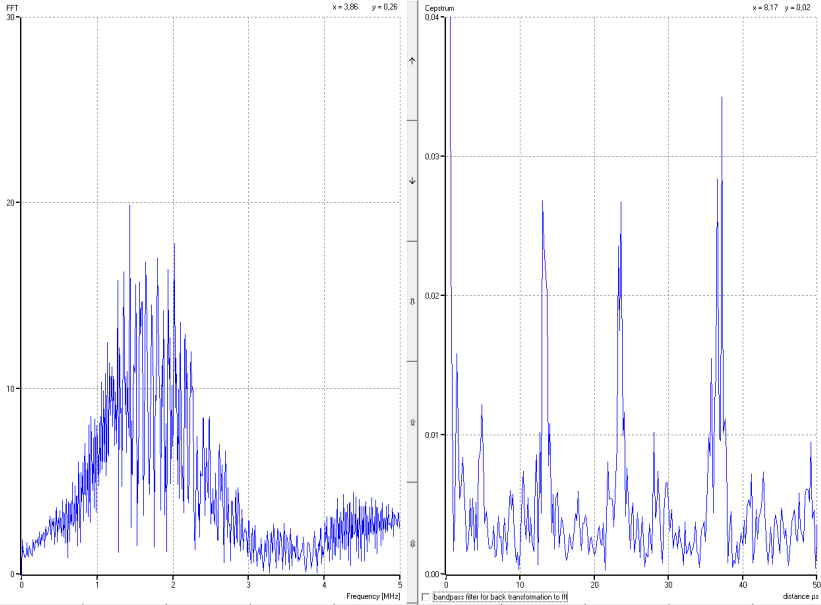 FFT x = 3,86 y = 0,26
30
20
10
0
0 1 2 3 4 5
Frequency [MHz]
Cepstrum x = 8,17 y = 0,02
0,04
0,03
0,02
0,01
0,00
0 10 20 30 40 50
bandpass filter for back transformation to fft distance µs